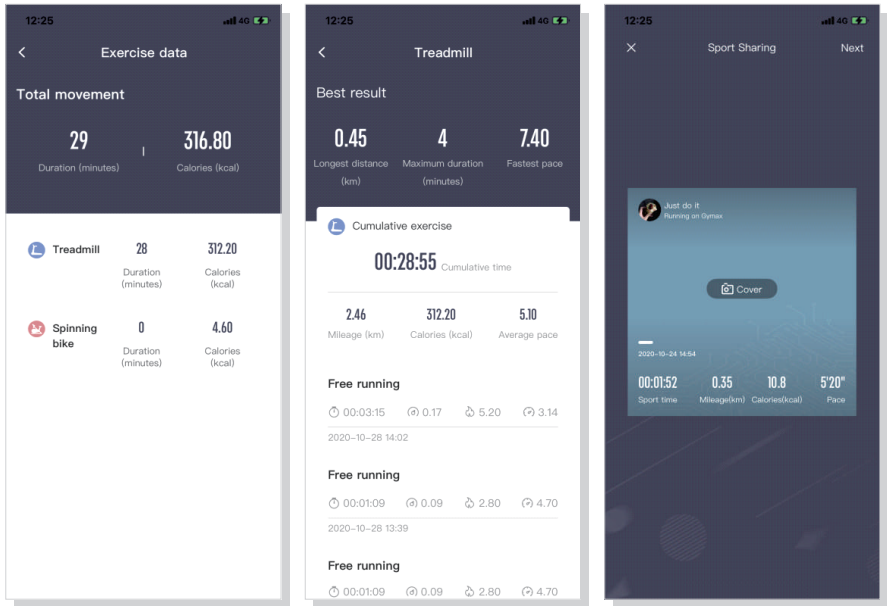 12:25
4G
Exercise data
Total movement
29
316.80
Duration (minutes)
Calories (kcal)
Treadmill
28
312.20
Duration
(minutes)
Calories
(kcal)
Spinning
bike
0
4.60
Duration
(minutes)
Calories
(kcal)
12:25
4G
Treadmill
Best result
0.45
4
7.40
Longest distance
(km)
Maximum duration
(minutes)
Fastest pace
Cumulative exercise
00:28:55 Cumulative time
2.46
312.20
5.10
Mileage (km)
Calories (kcal)
Average pace
Free running
00:03:15 0.17 5.20 3.14
2020-10-28 14:02
Free running
00:01:09 0.09 2.80 4.70
2020-10-28 13:39
Free running
00:01:09 0.09 2.80 4.70
12:25
4G
Sport Sharing
Next
Just do it
Running on Gymax
Cover
2020-10-24 14:54
00:01:52 0.35 10.8 5'20"
Sport time Mileage(km) Calories(kcal) Pace